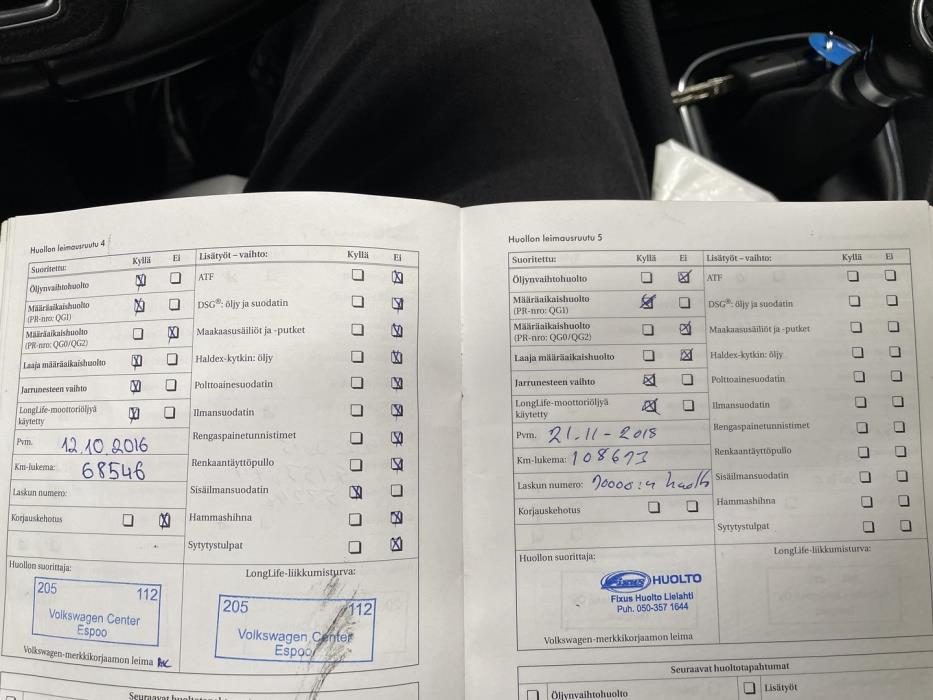 Huollon leimausruutu 4
Suoritettu: Kyllä Ei Lisätyöt – vaihto: Kyllä Ei
Öljynvaihtohuolto
Määräaikaishuolto
(PR-nro: QG1)
Määräaikaishuolto
(PR-nro: QG0/QG2)
Laaja määräaikaishuolto
Jarrunesteen vaihto
LongLife-moottoriöljyä
käytetty
Pvm. 12.10.2016
Km-lukema: 68546
Laskun numero:
Korjauskehotus
ATF
DSG®: öljy ja suodatin
Maakaasusäiliöt ja -putket
Haldex-kytkin: öljy
Polttoainesuodatin
Ilmansuodatin
Rengaspainetunnistimet
Renkaantäyttöpullo
Sisäilmansuodatin
Hammashihna
Sytytystulpat
Huollon suorittaja:
205 112
Volkswagen Center
Espoo
Volkswagen-merkkikorjaamon leima
LongLife-liikkumisturva:
205 112
Volkswagen Center
Espoo
Seuraavat huoltotapahtumat
Huollon leimausruutu 5
Suoritettu: Kyllä Ei Lisätyöt – vaihto: Kyllä Ei
Öljynvaihtohuolto
Määräaikaishuolto
(PR-nro: QG1)
Määräaikaishuolto
(PR-nro: QG0/QG2)
Laaja määräaikaishuolto
Jarrunesteen vaihto
LongLife-moottoriöljyä
käytetty
Pvm. 21.11-2018
Km-lukema: 108673
Laskun numero:
Korjauskehotus
ATF
DSG®: öljy ja suodatin
Maakaasusäiliöt ja -putket
Haldex-kytkin: öljy
Polttoainesuodatin
Ilmansuodatin
Rengaspainetunnistimet
Renkaantäyttöpullo
Sisäilmansuodatin
Hammashihna
Sytytystulpat
Huollon suorittaja:
Fixus HUOLTO
Fixus Huolto Lielahti
Puh. 050-357 1644
Volkswagen-merkkikorjaamon leima
LongLife-liikkumisturva:
Seuraavat huoltotapahtumat
Öljynvaihtohuolto Lisätyöt